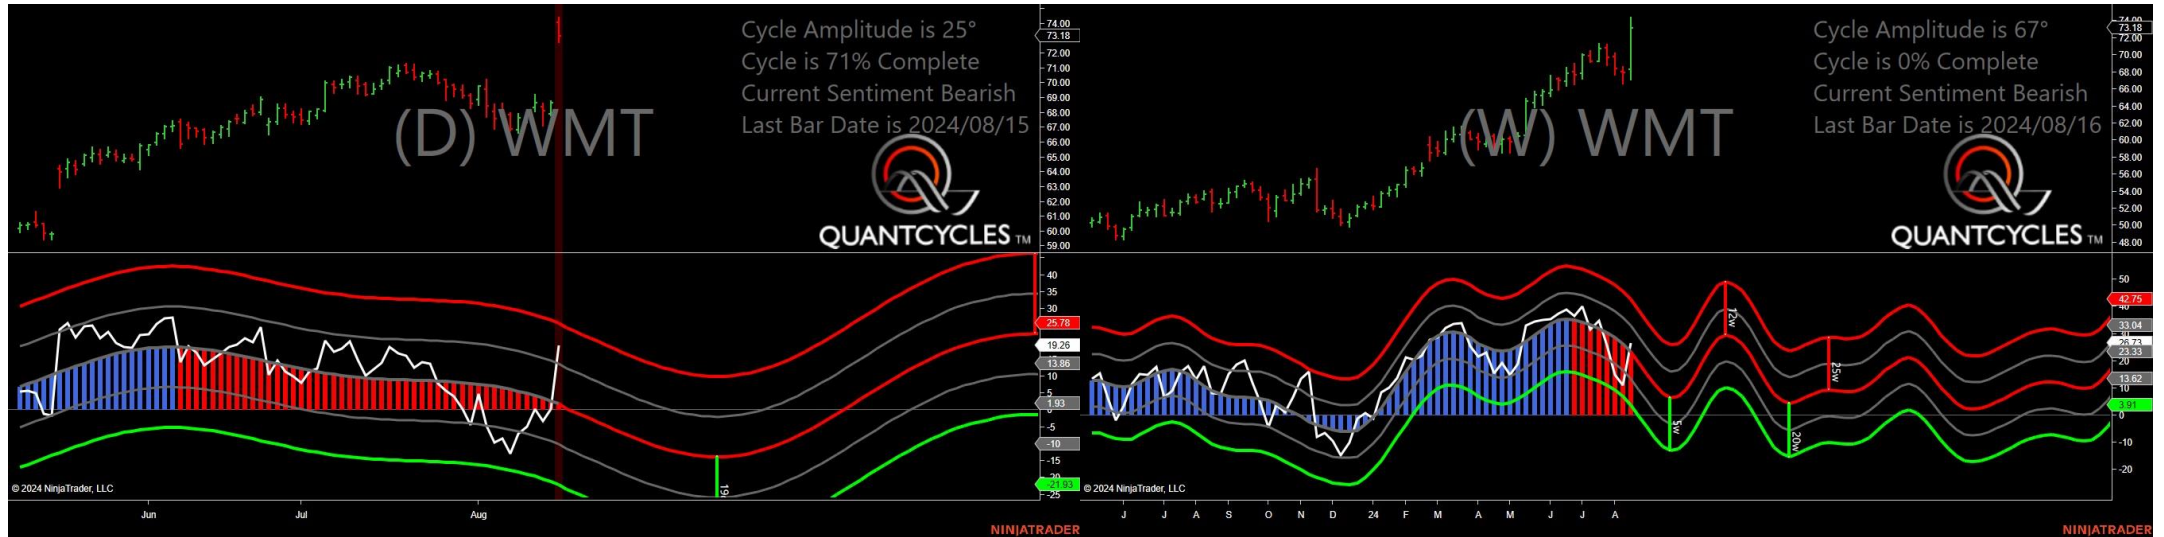 Cycle Amplitude is 25°
Cycle is 71% Complete
Current Sentiment Bearish
Last Bar Date is 2024/08/15
(D) WMT
QUANTCYCLES TM
74.00
73.18
72.00
71.00
70.00
69.00
68.00
67.00
66.00
65.00
64.00
63.00
62.00
61.00
60.00
59.00
40
35
30
25.78
19.26
13.86
10
5
1.93
-5
-10
-15
-21.93
-25
© 2024 NinjaTrader, LLC
Jun
Jul
Aug
NINJATRADER
Cycle Amplitude is 67°
Cycle is 0% Complete
Current Sentiment Bearish
Last Bar Date is 2024/08/16
(W) WMT
QUANTCYCLES TM
74.00
73.18
72.00
70.00
68.00
66.00
64.00
62.00
60.00
58.00
56.00
54.00
52.00
50.00
48.00
50
42.75
33.04
26.73
23.33
20
13.62
10
3.91
0
-10
-20
12w
25w
5w
20w
© 2024 NinjaTrader, LLC
J J A S O N D 24 F M A M J J A
NINJATRADER